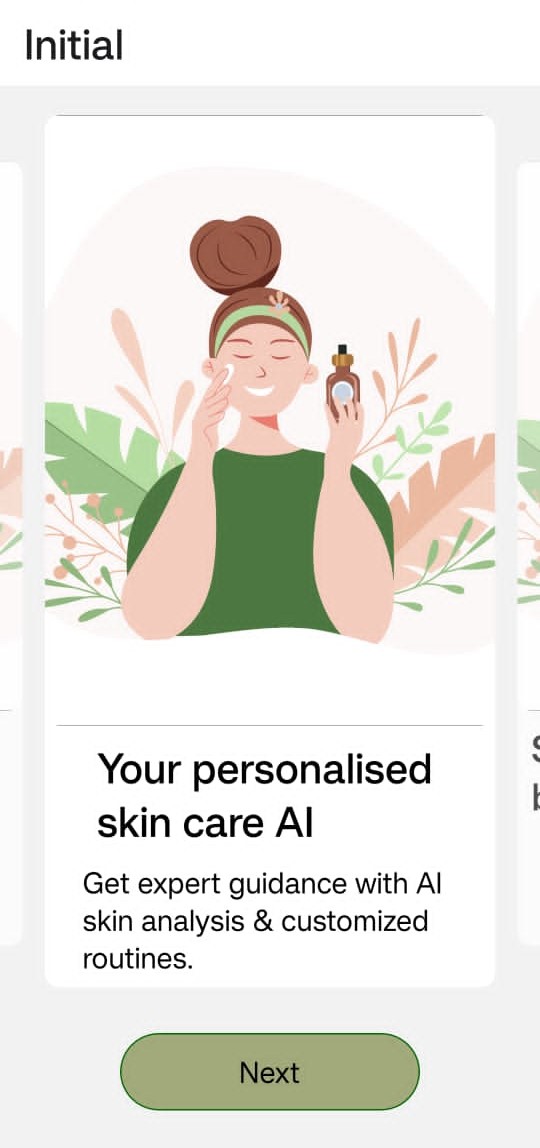 Initial
Your personalised
skin care AI
Get expert guidance with AI
skin analysis & customized
routines.
Next